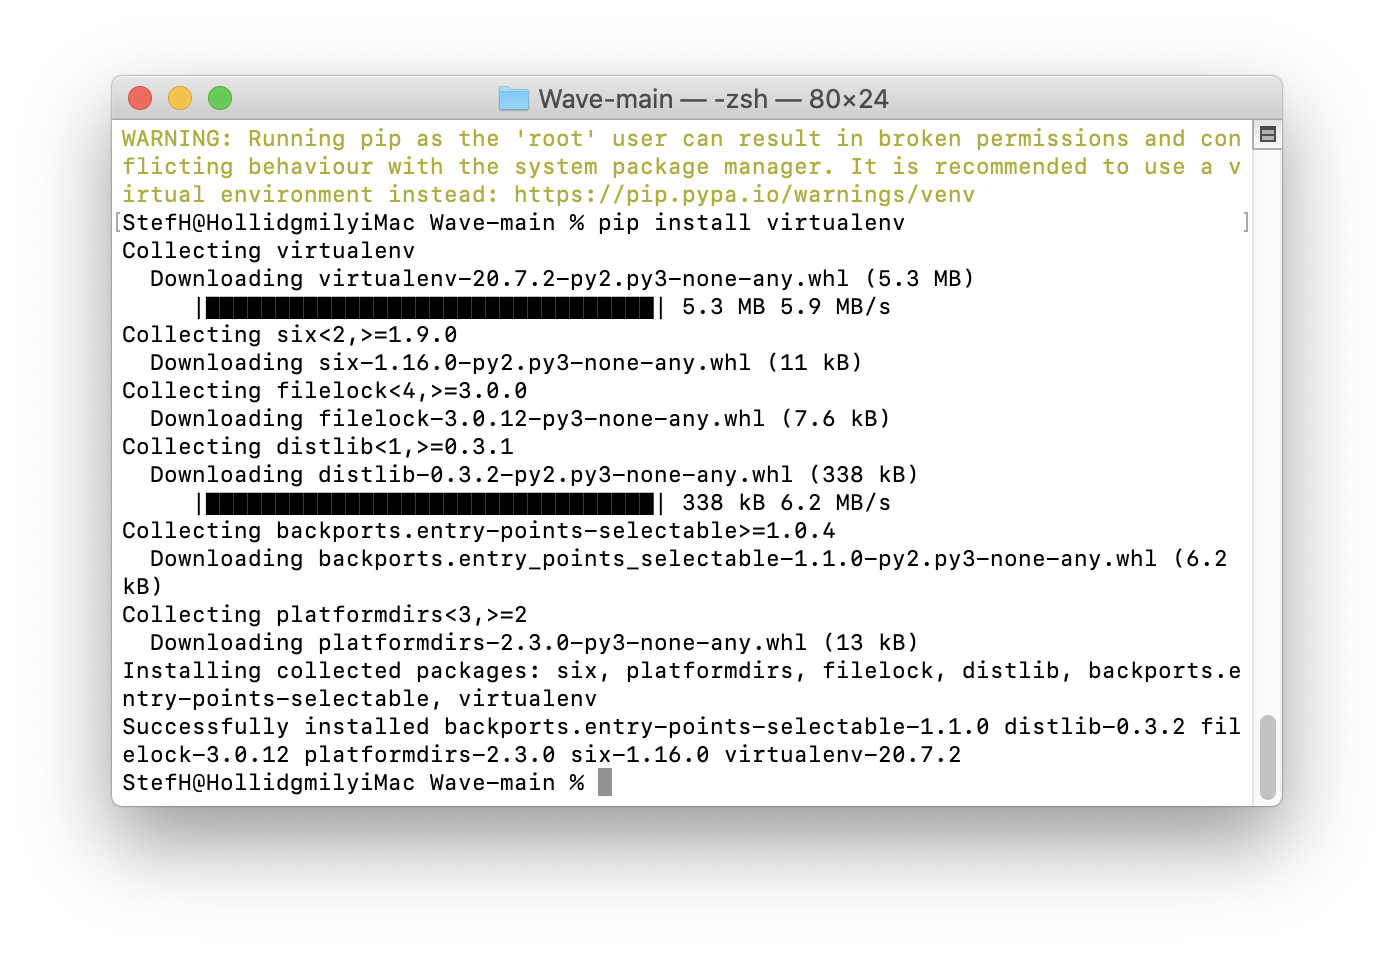 Wave-main — -zsh — 80×24
WARNING: Running pip as the 'root' user can result in broken permissions and con
flicting behaviour with the system package manager. It is recommended to use a v
irtual environment instead: https://pip.pypa.io/warnings/venv
[StefH@HollidgmilyiMac Wave-main % pip install virtualenv ]
Collecting virtualenv
  Downloading virtualenv-20.7.2-py2.py3-none-any.whl (5.3 MB)
     |████████████████████████████████| 5.3 MB 5.9 MB/s
Collecting six<2,>=1.9.0
  Downloading six-1.16.0-py2.py3-none-any.whl (11 kB)
Collecting filelock<4,>=3.0.0
  Downloading filelock-3.0.12-py3-none-any.whl (7.6 kB)
Collecting distlib<1,>=0.3.1
  Downloading distlib-0.3.2-py2.py3-none-any.whl (338 kB)
     |████████████████████████████████| 338 kB 6.2 MB/s
Collecting backports.entry-points-selectable>=1.0.4
  Downloading backports.entry_points_selectable-1.1.0-py2.py3-none-any.whl (6.2
kB)
Collecting platformdirs<3,>=2
  Downloading platformdirs-2.3.0-py3-none-any.whl (13 kB)
Installing collected packages: six, platformdirs, filelock, distlib, backports.e
ntry-points-selectable, virtualenv
Successfully installed backports.entry-points-selectable-1.1.0 distlib-0.3.2 fil
elock-3.0.12 platformdirs-2.3.0 six-1.16.0 virtualenv-20.7.2
StefH@HollidgmilyiMac Wave-main %